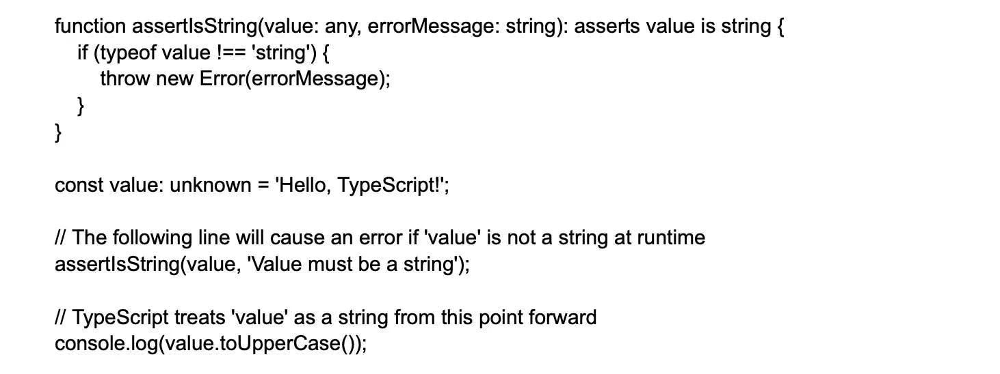 function assertIsString(value: any, errorMessage: string): asserts value is string {
if (typeof value !== 'string') {
throw new Error(errorMessage);
}
}
const value: unknown = 'Hello, TypeScript!';
// The following line will cause an error if 'value' is not a string at runtime
assertIsString(value, 'Value must be a string');
// TypeScript treats 'value' as a string from this point forward
console.log(value.toUpperCase());